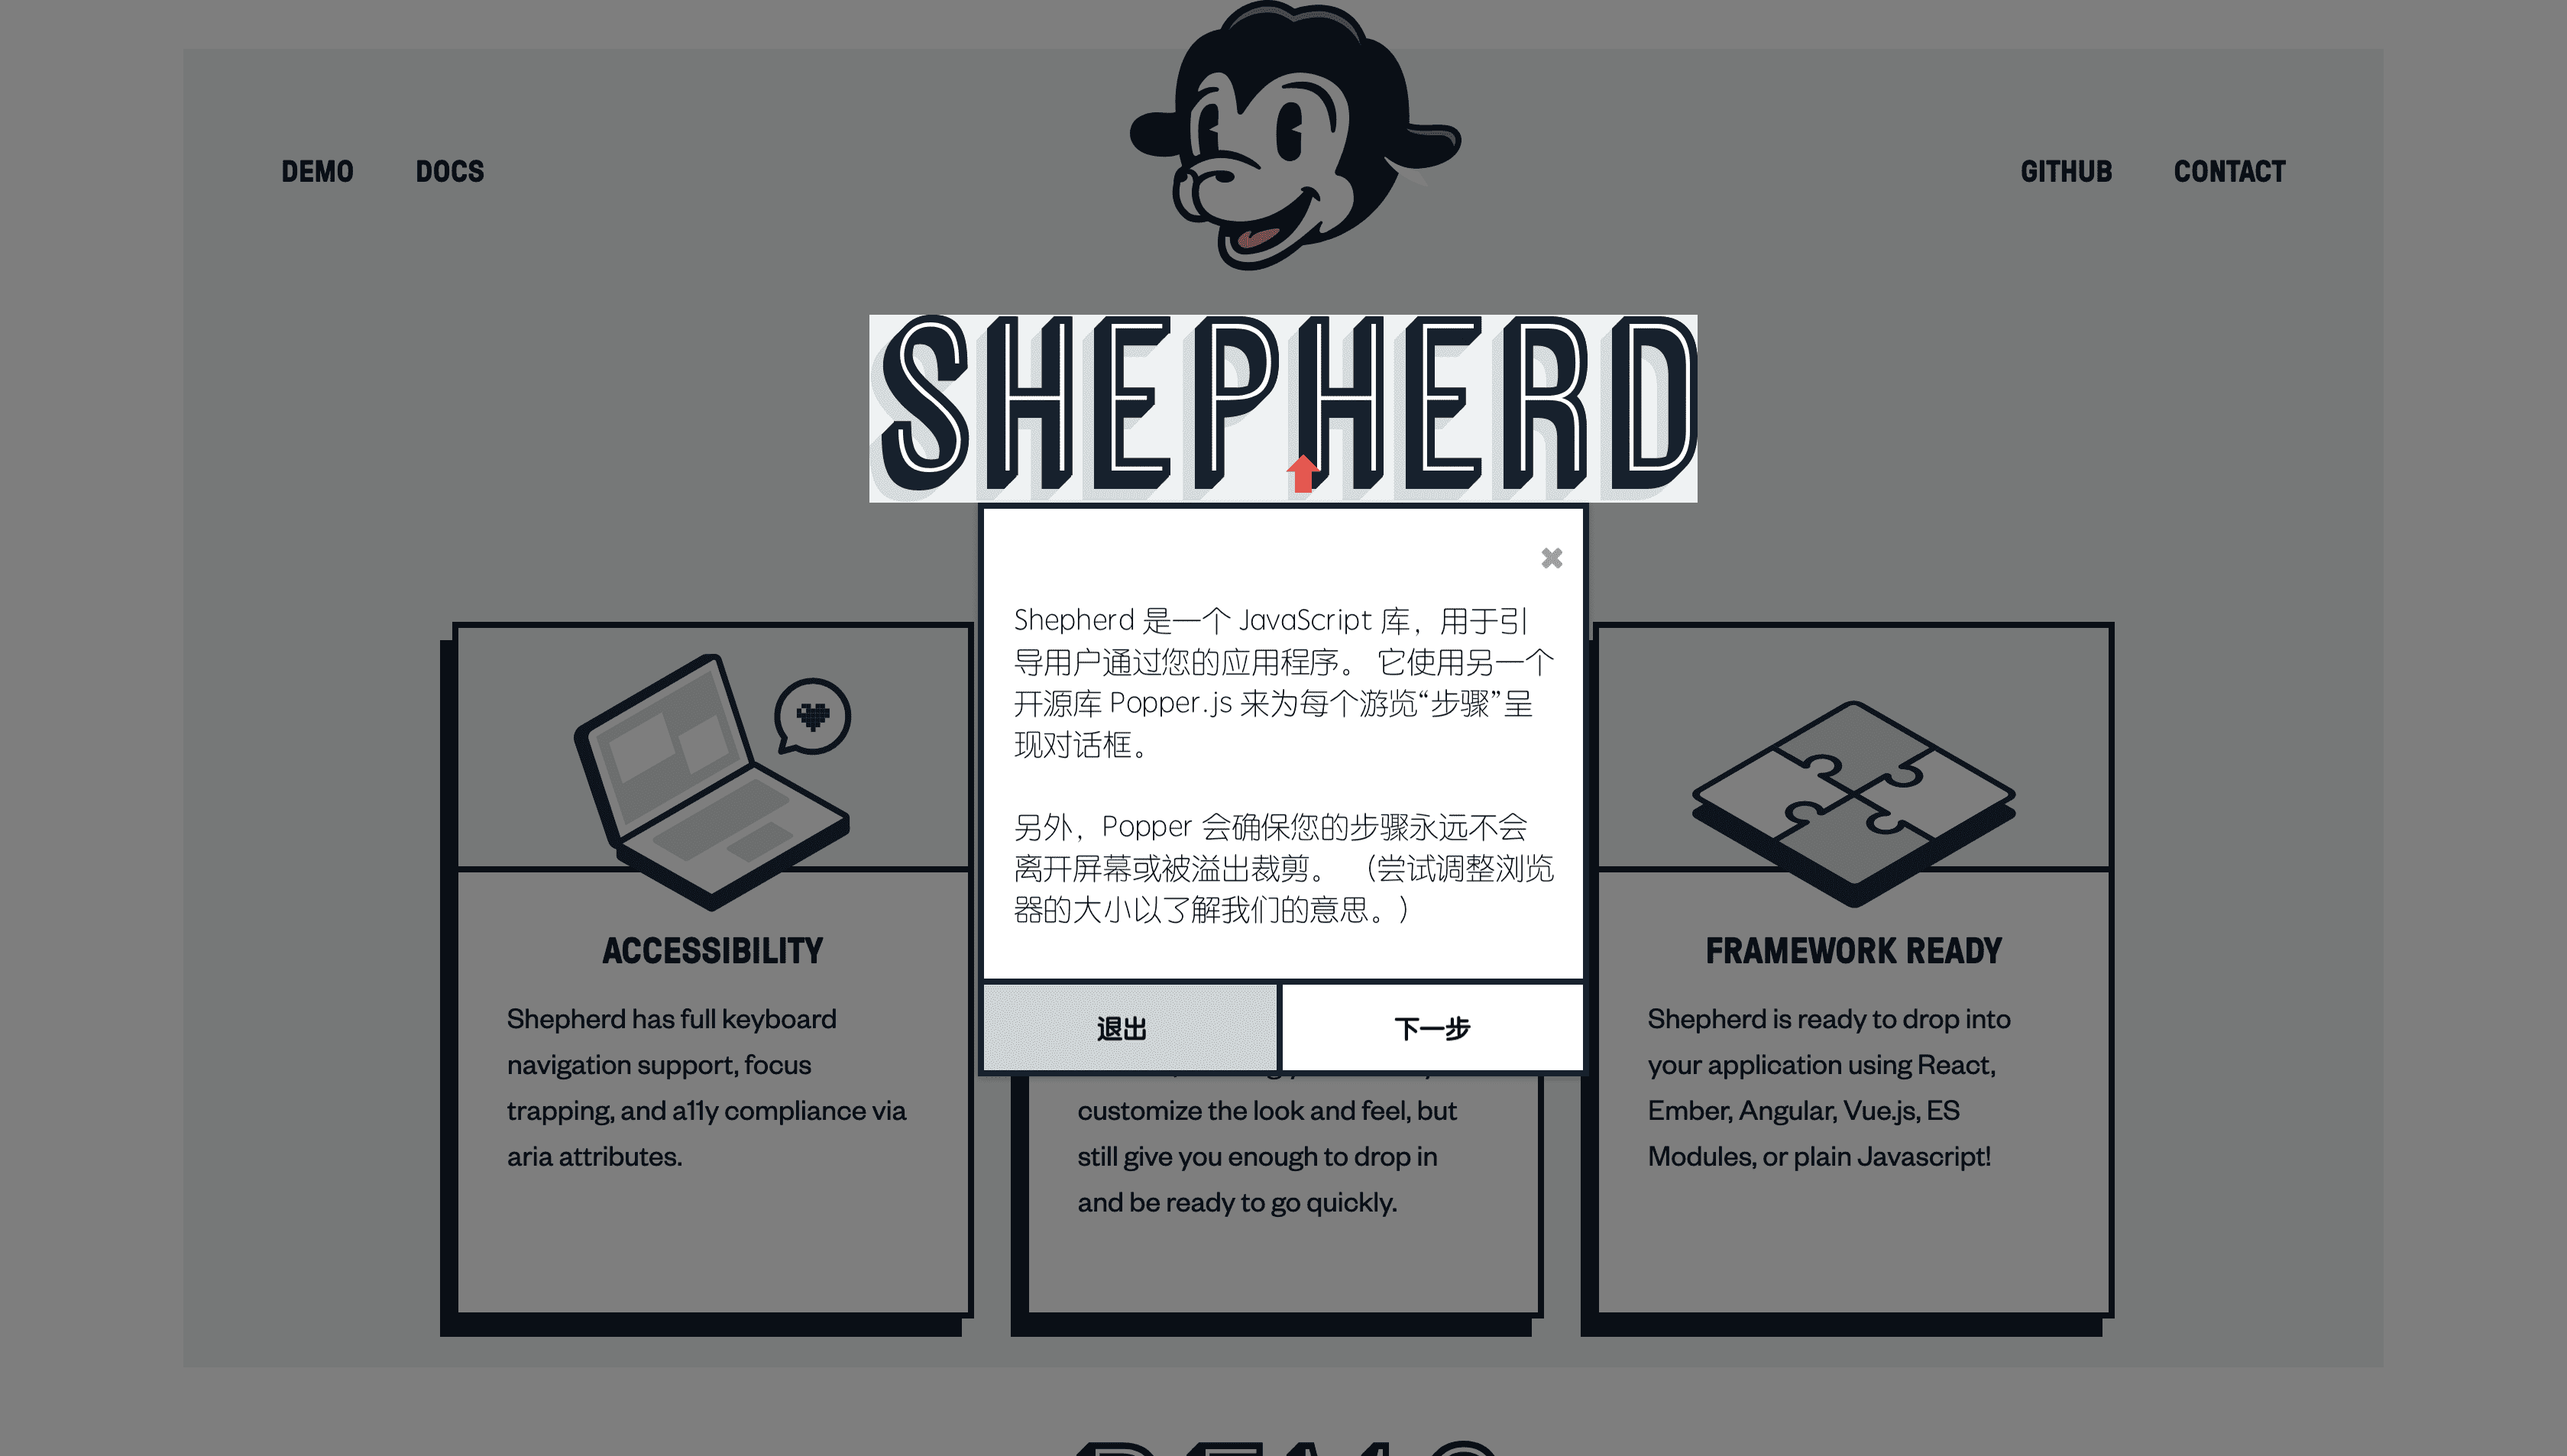 DEMO DOCS GITHUB CONTACT
SHEPHERD
Shepherd 是一个 JavaScript 库，用于引
导用户通过您的应用程序。 它使用另一个
开源库 Popper.js 来为每个游览“步骤”呈
现对话框。
另外，Popper 会确保您的步骤永远不会
离开屏幕或被溢出裁剪。 （尝试调整浏览
器的大小以了解我们的意思。）
退出 下一步
ACCESSIBILITY
Shepherd has full keyboard
navigation support, focus
trapping, and a11y compliance via
aria attributes.
customize the look and feel, but
still give you enough to drop in
and be ready to go quickly.
FRAMEWORK READY
Shepherd is ready to drop into
your application using React,
Ember, Angular, Vue.js, ES
Modules, or plain Javascript!